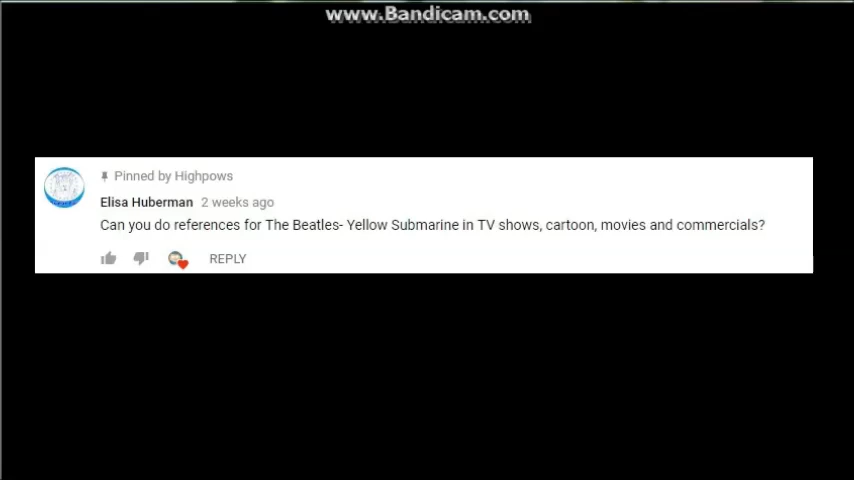 www.Bandicam.com
Pinned by Highpows
Elisa Huberman 2 weeks ago
Can you do references for The Beatles- Yellow Submarine in TV shows, cartoon, movies and commercials?
REPLY